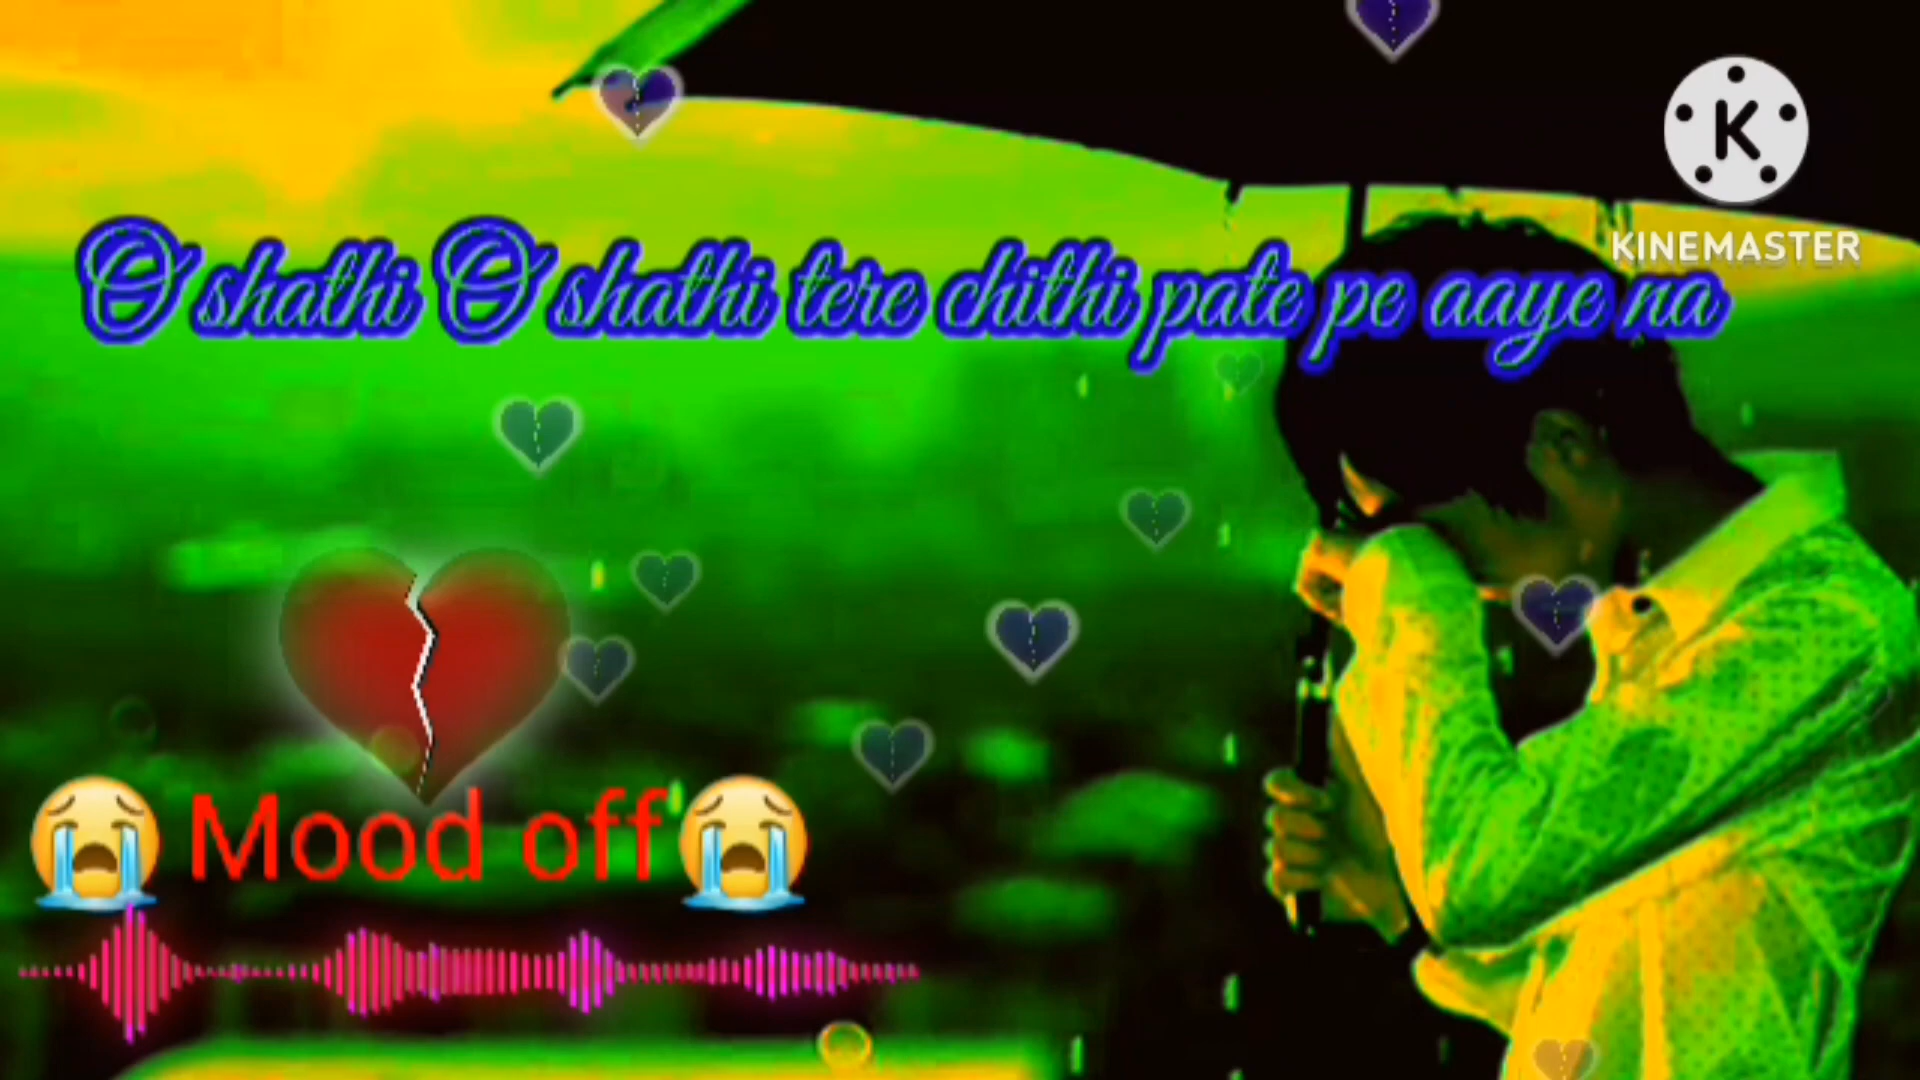 K
KINEMASTER
O shathi O shathi tere chithi pate pe aaye na
😭Mood off😭